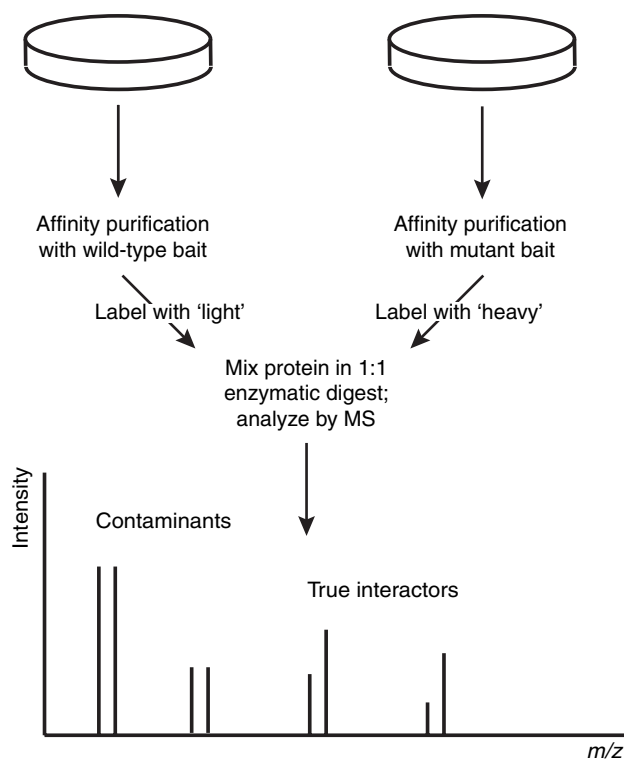 Affinity purification
with wild-type bait
Affinity purification
with mutant bait
Label with ‘light’
Label with ‘heavy’
Mix protein in 1:1
enzymatic digest;
analyze by MS
Intensity
Contaminants
True interactors
m/z